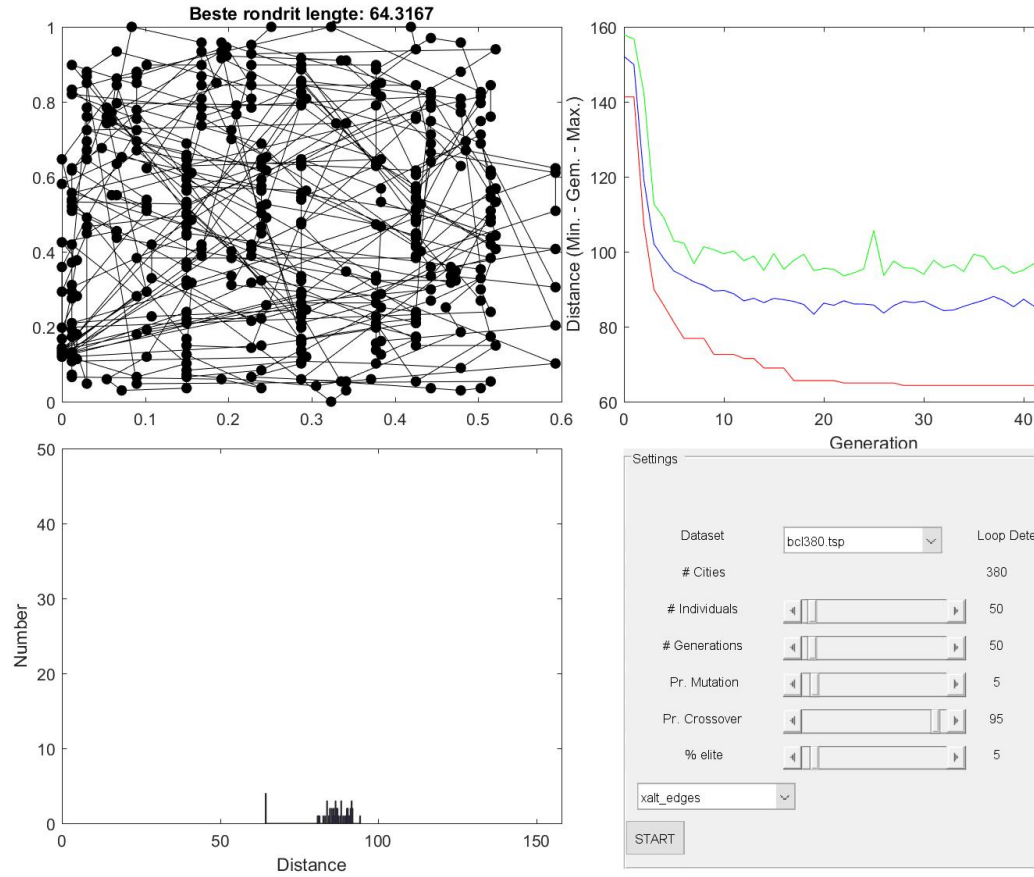 Beste rondrit lengte: 64.3167
1
0.8
0.6
0.4
0.2
0
0 0.1 0.2 0.3 0.4 0.5 0.6
Distance (Min. - Gem. - Max.)
160
140
120
100
80
60
0 10 20 30 40
Generation
Number
50
40
30
20
10
0
0 50 100 150
Distance
Settings
Dataset bcl380.tsp Loop Dete
# Cities 380
# Individuals 50
# Generations 50
Pr. Mutation 5
Pr. Crossover 95
% elite 5
xalt_edges
START